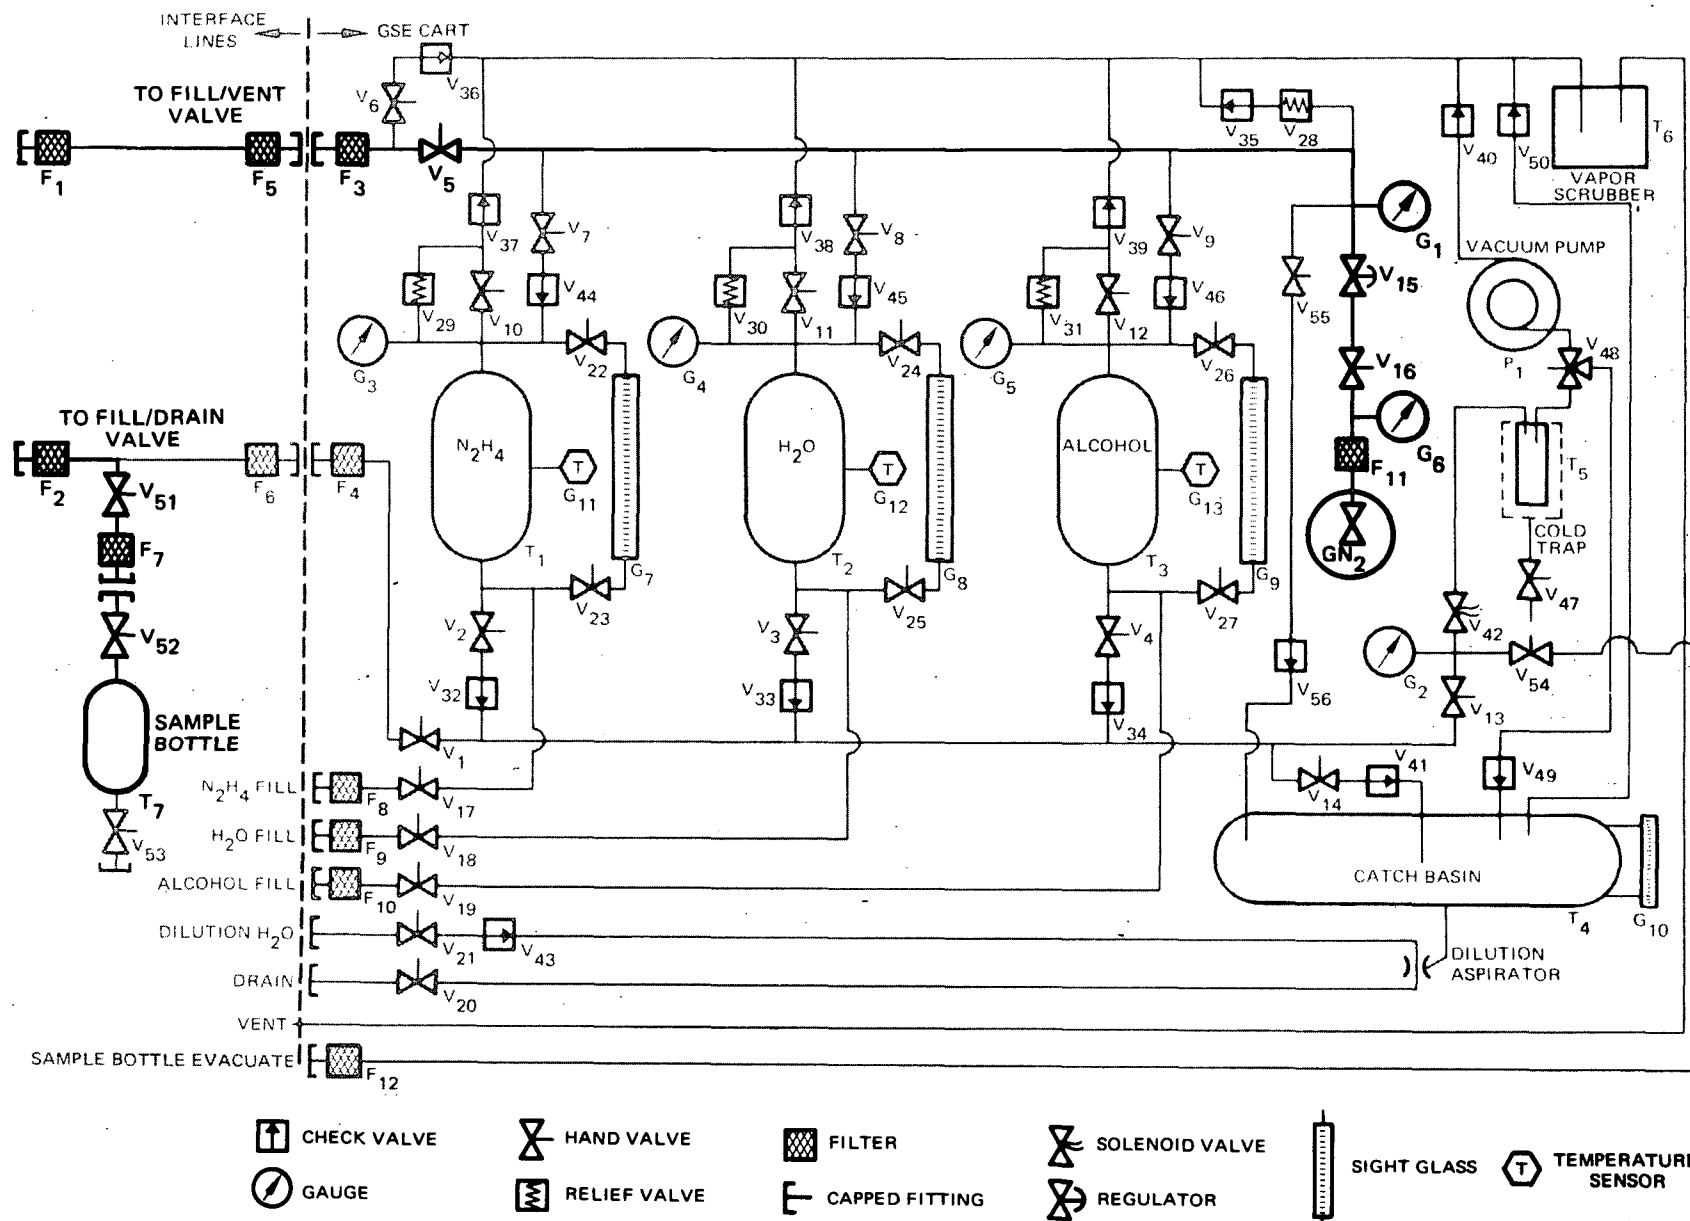 INTERFACE
LINES
GSE CART
TO FILL/VENT
VALVE
V6
V36
F1
F5
F3
V5
V35
V28
V40
V50
T6
VAPOR
SCRUBBER
V37
V7
V38
V8
V39
V9
G1
VACUUM PUMP
V29
V10
V44
V30
V11
V45
V31
V12
V46
V55
V15
G3
V22
G4
V24
G5
V26
V16
P1
V48
TO FILL/DRAIN
VALVE
N2H4
T
G11
H2O
T
G12
ALCOHOL
T
G13
G6
F11
T5
COLD
TRAP
F2
V51
F6
F4
F7
T1
G7
T2
G8
T3
G9
GN2
V47
V52
V2
V23
V3
V25
V4
V27
V42
G2
V54
V32
V33
V34
V56
V13
SAMPLE
BOTTLE
V1
V14
V41
V49
T7
V53
N2H4 FILL
F8
V17
H2O FILL
F9
V18
ALCOHOL FILL
F10
V19
CATCH BASIN
T4
G10
DILUTION H2O
V21
V43
DILUTION
ASPIRATOR
DRAIN
V20
VENT
SAMPLE BOTTLE EVACUATE
F12
CHECK VALVE
HAND VALVE
FILTER
SOLENOID VALVE
SIGHT GLASS
T
TEMPERATURE
SENSOR
GAUGE
RELIEF VALVE
CAPPED FITTING
REGULATOR